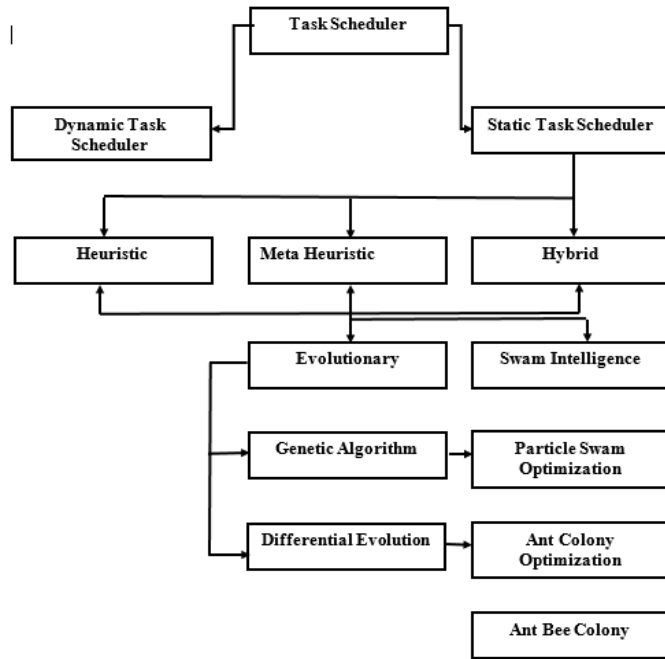 Task Scheduler
Dynamic Task
Scheduler
Static Task Scheduler
Heuristic
Meta Heuristic
Hybrid
Evolutionary
Swam Intelligence
Genetic Algorithm
Particle Swam
Optimization
Differential Evolution
Ant Colony
Optimization
Ant Bee Colony